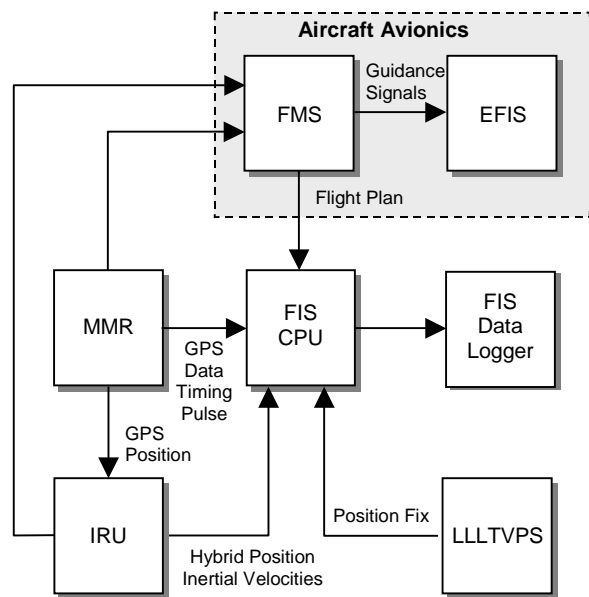 Aircraft Avionics
FMS
Guidance
Signals
EFIS
Flight Plan
MMR
GPS
Data
Timing
Pulse
FIS
CPU
FIS
Data
Logger
GPS
Position
IRU
Hybrid Position
Inertial Velocities
Position Fix
LLLTVPS